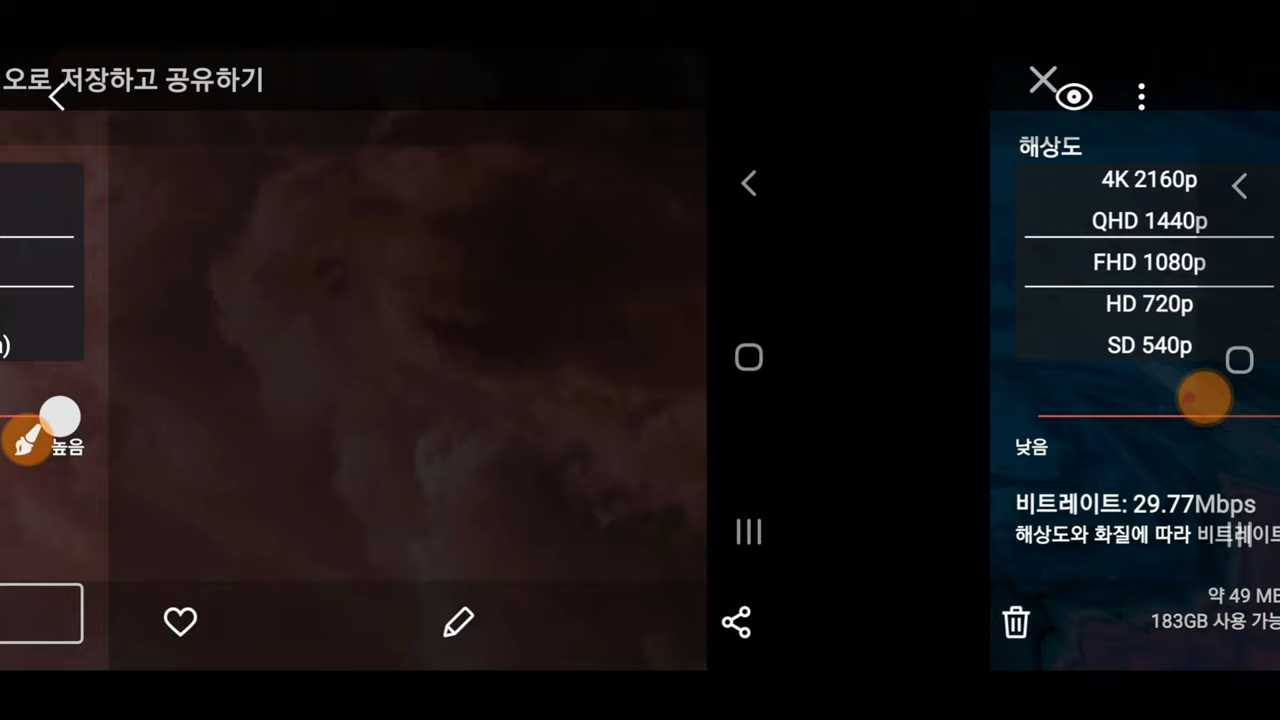 오로 저장하고 공유하기
높음
해상도
4K 2160p
QHD 1440p
FHD 1080p
HD 720p
SD 540p
낮음
비트레이트: 29.77Mbps
해상도와 화질에 따라 비트레이트
약 49 ME
183GB 사용 가능